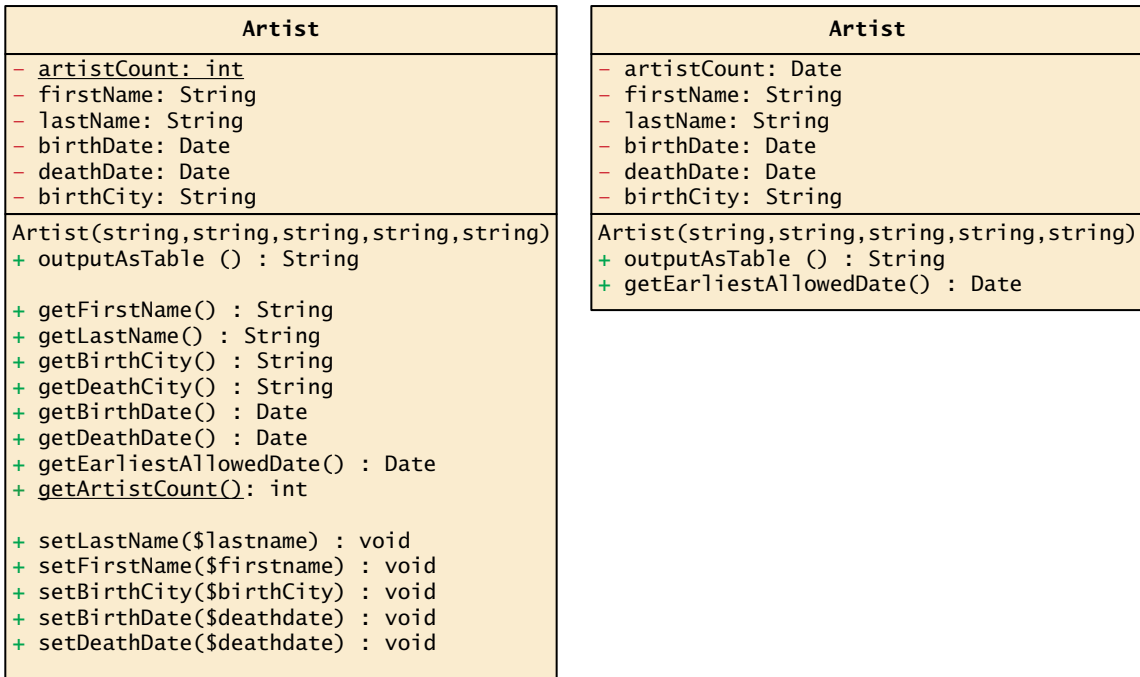 Artist
- artistCount: int
- firstName: String
- lastName: String
- birthDate: Date
- deathDate: Date
- birthCity: String
Artist(string,string,string,string,string)
+ outputAsTable () : String
+ getFirstName() : String
+ getLastName() : String
+ getBirthCity() : String
+ getDeathCity() : String
+ getBirthDate() : Date
+ getDeathDate() : Date
+ getEarliestAllowedDate() : Date
+ getArtistCount(): int
+ setLastName($lastname) : void
+ setFirstName($firstname) : void
+ setBirthCity($birthCity) : void
+ setBirthDate($deathdate) : void
+ setDeathDate($deathdate) : void
Artist
- artistCount: Date
- firstName: String
- lastName: String
- birthDate: Date
- deathDate: Date
- birthCity: String
Artist(string,string,string,string,string)
+ outputAsTable () : String
+ getEarliestAllowedDate() : Date